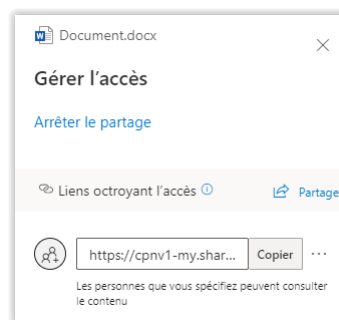 Document.docx
Gérer l’accès
Arrêter le partage
Liens octroyant l’accès
Partage
https://cpnv1-my.shar... Copier ...
Les personnes que vous spécifiez peuvent consulter
le contenu